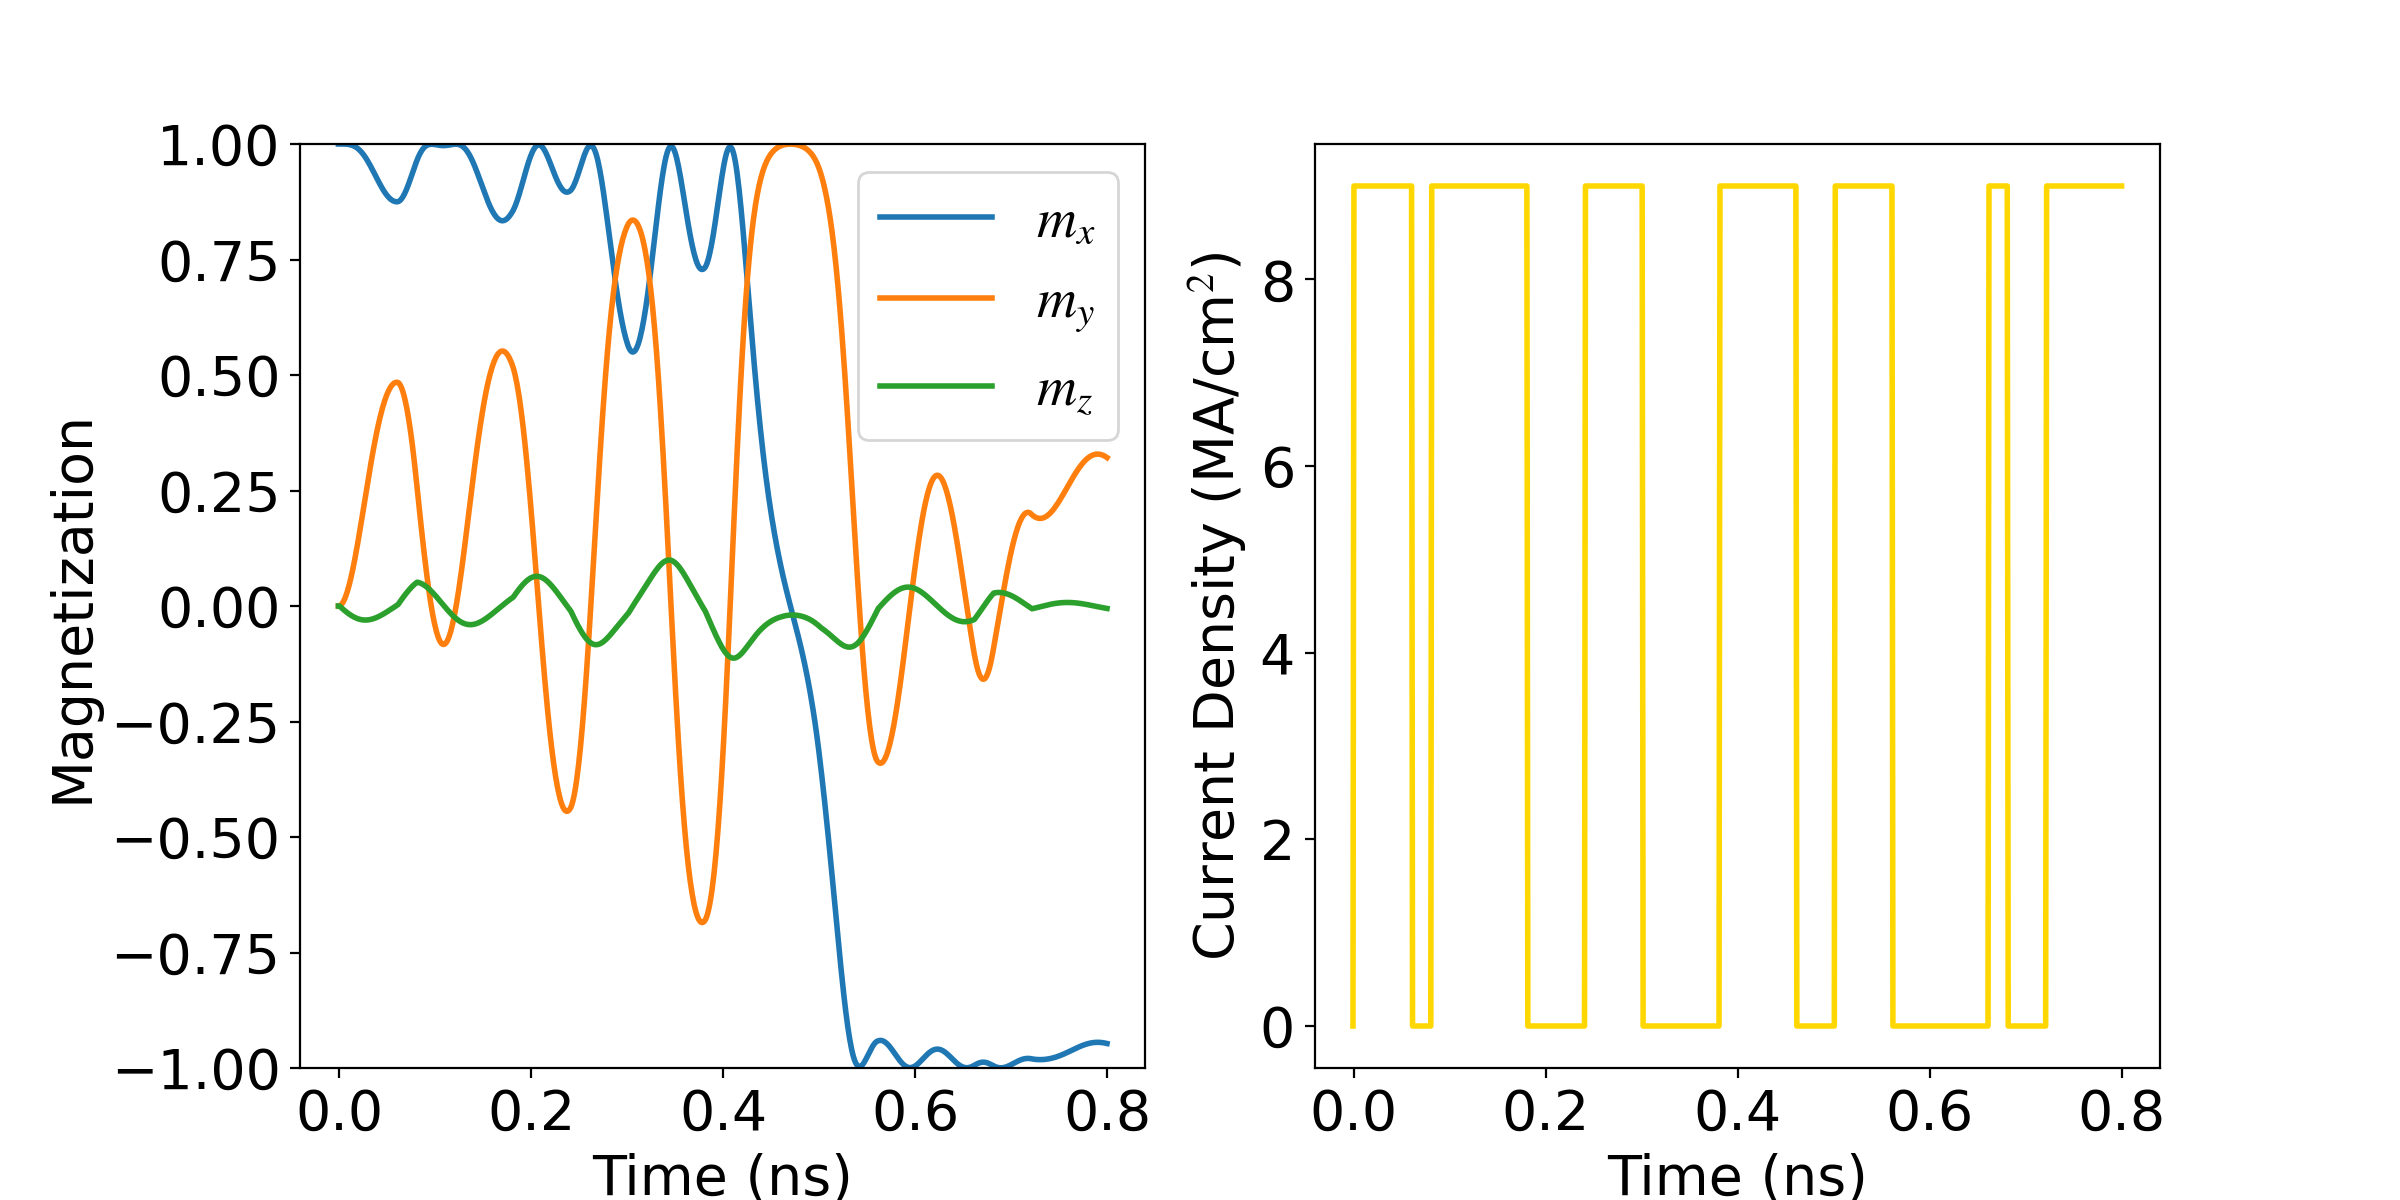 1.00
0.75
0.50
0.25
0.00
−0.25
−0.50
−0.75
−1.00
Magnetization
0.0 0.2 0.4 0.6 0.8
Time (ns)
m_x
m_y
m_z
8
6
4
2
0
Current Density (MA/cm²)
0.0 0.2 0.4 0.6 0.8
Time (ns)